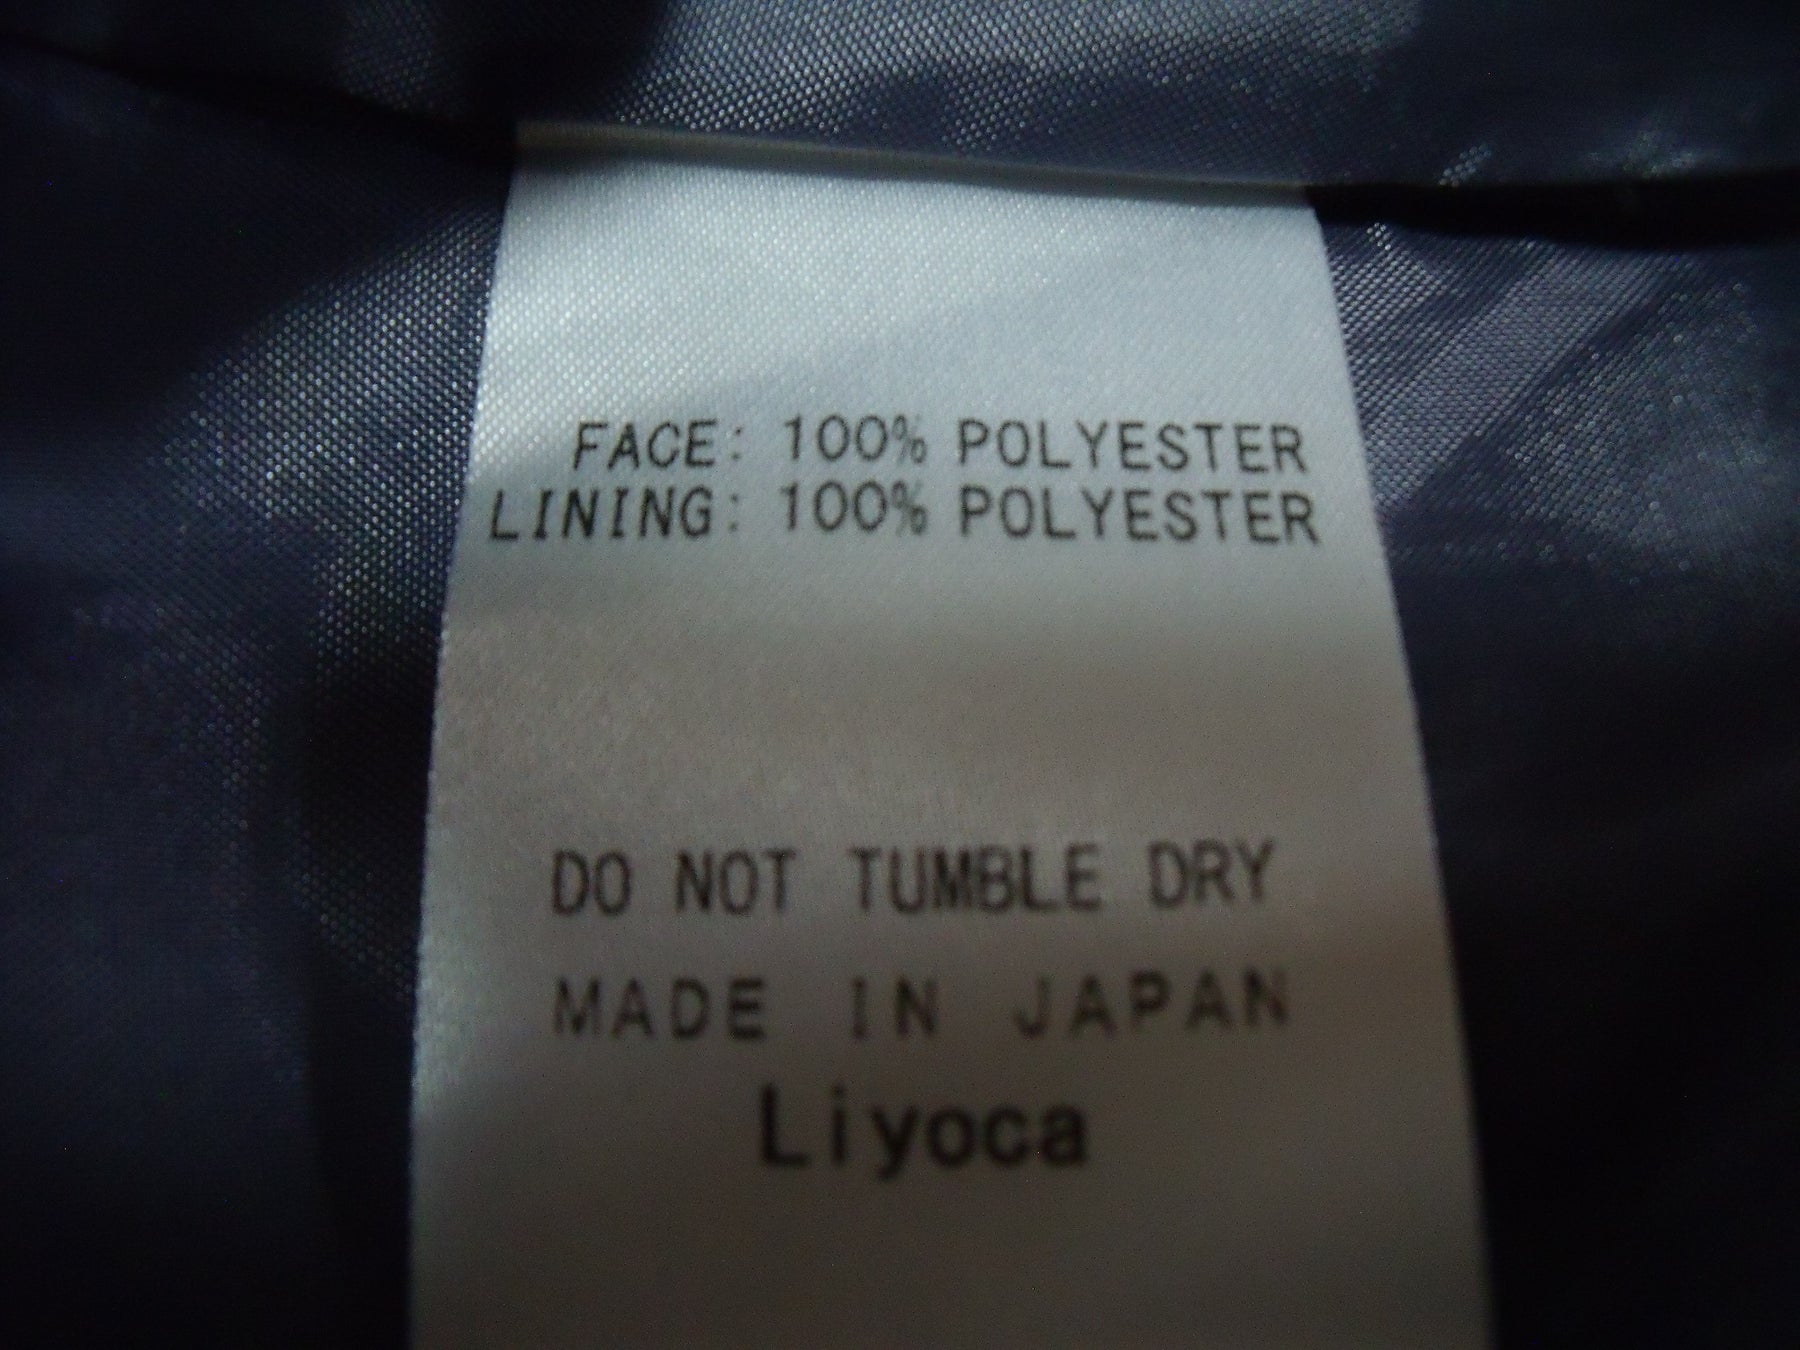 FACE: 100% POLYESTER
LINING: 100% POLYESTER
DO NOT TUMBLE DRY
MADE IN JAPAN
Liyoca